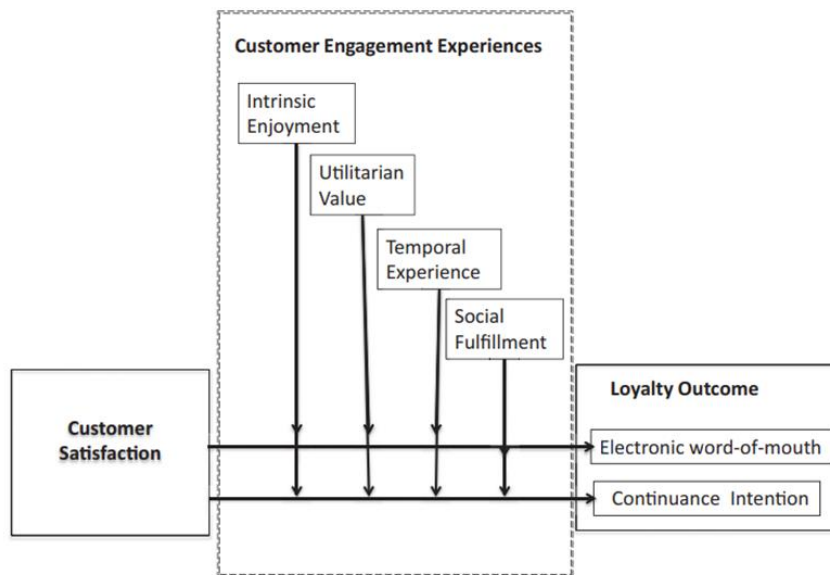 Customer Engagement Experiences
Intrinsic
Enjoyment
Utilitarian
Value
Temporal
Experience
Social
Fulfillment
Customer
Satisfaction
Loyalty Outcome
Electronic word-of-mouth
Continuance Intention